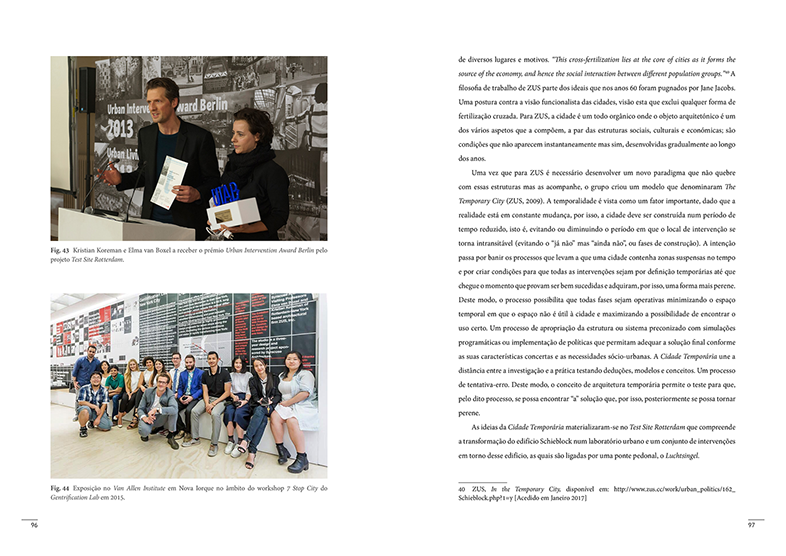 Urban Intervention Award Berlin
2013
Urban Living
UIAB
Fig. 43 Kristian Koreman e Elma van Boxel a receber o prêmio Urban Intervention Award Berlin pelo
projeto Test Site Rotterdam.
Fig. 44 Exposição no Van Allen Institute em Nova Iorque no âmbito do workshop 7 Stop City do
Gentrification Lab em 2015.
96
de diversos lugares e motivos. “This cross-fertilization lies at the core of cities as it forms the
source of the economy, and hence the social interaction between different population groups.”⁴⁰ A
filosofia de trabalho de ZUS parte dos ideais que nos anos 60 foram pugnados por Jane Jacobs.
Uma postura contra a visão funcionalista das cidades, visão esta que exclui qualquer forma de
fertilização cruzada. Para ZUS, a cidade é um todo orgânico onde o objeto arquitetónico é um
dos vários aspetos que a compõem, a par das estruturas sociais, culturais e económicas; são
condições que não aparecem instantaneamente mas sim, desenvolvidas gradualmente ao longo
dos anos.
Uma vez que para ZUS é necessário desenvolver um novo paradigma que não quebre
com essas estruturas mas as acompanhe, o grupo criou um modelo que denominaram The
Temporary City (ZUS, 2009). A temporalidade é vista como um fator importante, dado que a
realidade está em constante mudança, por isso, a cidade deve ser construída num período de
tempo reduzido, isto é, evitando ou diminuindo o período em que o local de intervenção se
torna intransitável (evitando o “já não” mas “ainda não”, ou fases de construção). A intenção
passa por banir os processos que levam a que uma cidade contenha zonas suspensas no tempo
e por criar condições para que todas as intervenções sejam por definição temporárias até que
chegue o momento que provam ser bem sucedidas e adquiram, por isso, uma forma mais perene.
Deste modo, o processo possibilita que todas fases sejam operativas minimizando o espaço
temporal em que o espaço não é útil à cidade e maximizando a possibilidade de encontrar o
uso certo. Um processo de apropriação da estrutura ou sistema preconizado com simulações
programáticas ou implementação de políticas que permitam adequar a solução final conforme
as suas características concertas e as necessidades sócio-urbanas. A Cidade Temporária une a
distância entre a investigação e a prática testando deduções, modelos e conceitos. Um processo
de tentativa-erro. Deste modo, o conceito de arquitetura temporária permite o teste para que,
pelo dito processo, se possa encontrar “a” solução que, por isso, posteriormente se possa tornar
perene.
As ideias da Cidade Temporária materializaram-se no Test Site Rotterdam que compreende
a transformação do edifício Schieblock num laboratório urbano e um conjunto de intervenções
em torno desse edifício, as quais são ligadas por uma ponte pedonal, o Luchtsingel.
40 ZUS, In the Temporary City, disponível em: http://www.zus.cc/work/urban_politics/162_
Schieblock.php?1=y [Acedido em Janeiro 2017]
97